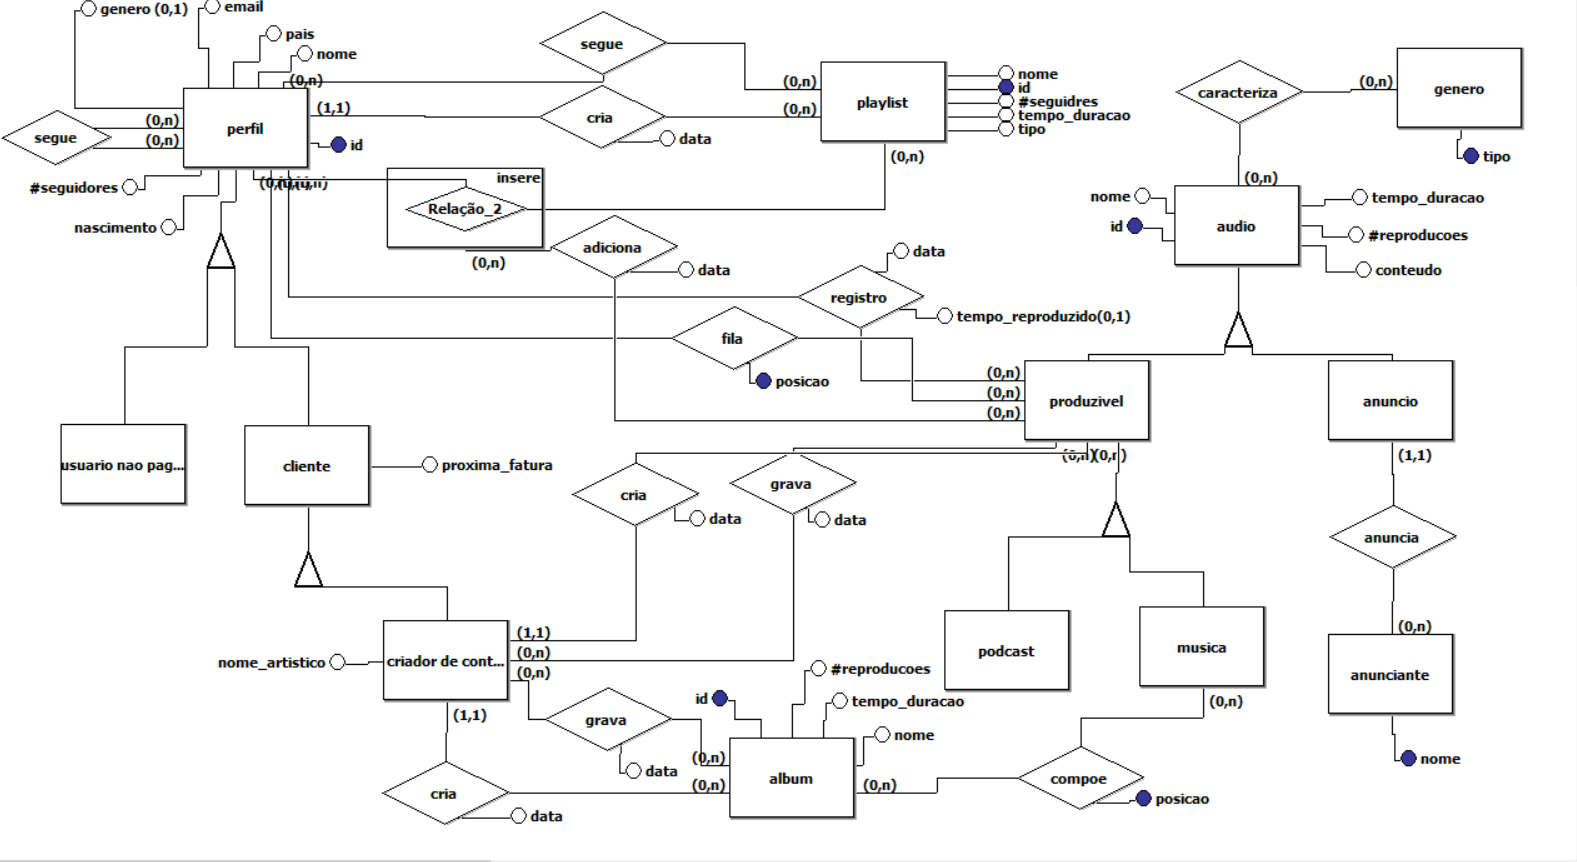 genero (0,1)
email
pais
nome
(0,n)
segue
(0,n)
(0,n)
perfil
(1,1)
id
#seguidores
nascimento
segue
(0,n)
cria
data
(0,n)
playlist
nome
id
#seguidres
tempo_duracao
tipo
(0,n)
caracteriza
(0,n)
genero
tipo
(0,n)
insere
Relação_2
(0,n)
adiciona
data
nome
id
audio
tempo_duracao
#reproducoes
conteudo
data
registro
tempo_reproduzido(0,1)
fila
posicao
(0,n)
(0,n)
(0,n)
produzivel
anuncio
(1,1)
usuario nao pag...
cliente
proxima_fatura
cria
data
grava
data
(0,n)
(0,n)
anuncia
(0,n)
anunciante
nome
podcast
musica
(0,n)
nome_artistico
criador de cont...
(1,1)
(0,n)
(0,n)
(1,1)
grava
data
(0,n)
id
#reproducoes
tempo_duracao
nome
album
(0,n)
(0,n)
compoe
posicao
cria
data